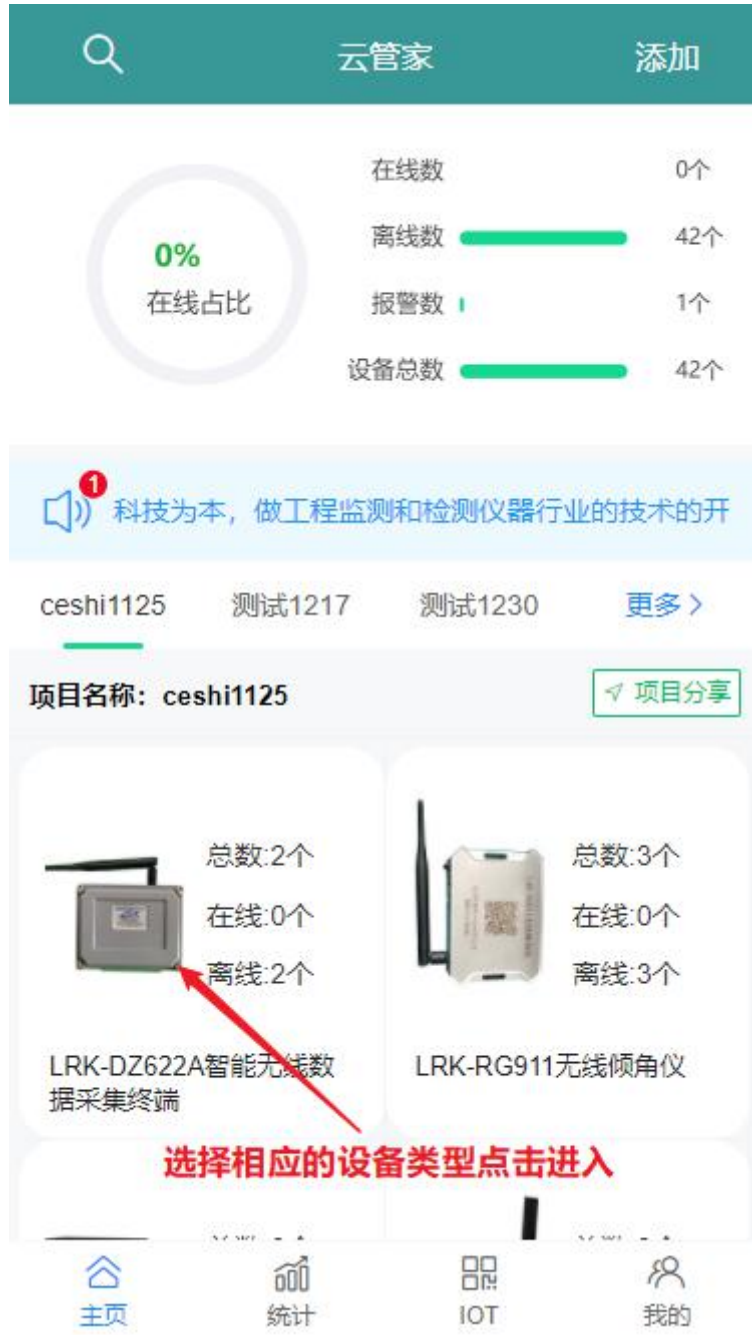 云管家
添加
在线数 0个
离线数 42个
0%
在线占比
报警数 1个
设备总数 42个
1
科技为本，做工程监测和检测仪器行业的技术的开
ceshi1125 测试1217 测试1230 更多
项目名称：ceshi1125 项目分享
总数:2个
在线:0个
离线:2个
LRK-DZ622A智能无线数
据采集终端
总数:3个
在线:0个
离线:3个
LRK-RG911无线倾角仪
选择相应的设备类型点击进入
主页 统计 IOT 我的